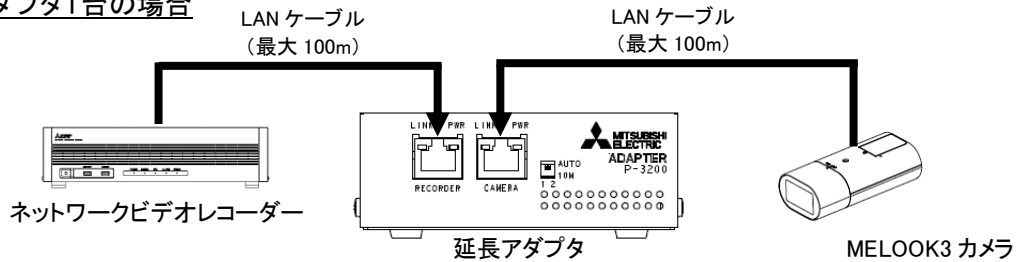 ダプタ1台の場合
LAN ケーブル
（最大 100m）
LAN ケーブル
（最大 100m）
LINK PWR LINK PWR
MITSUBISHI
ELECTRIC
ADAPTER
P-3200
AUTO
10M
1 2
RECORDER
CAMERA
ネットワークビデオレコーダー
延長アダプタ
MELOOK3 カメラ